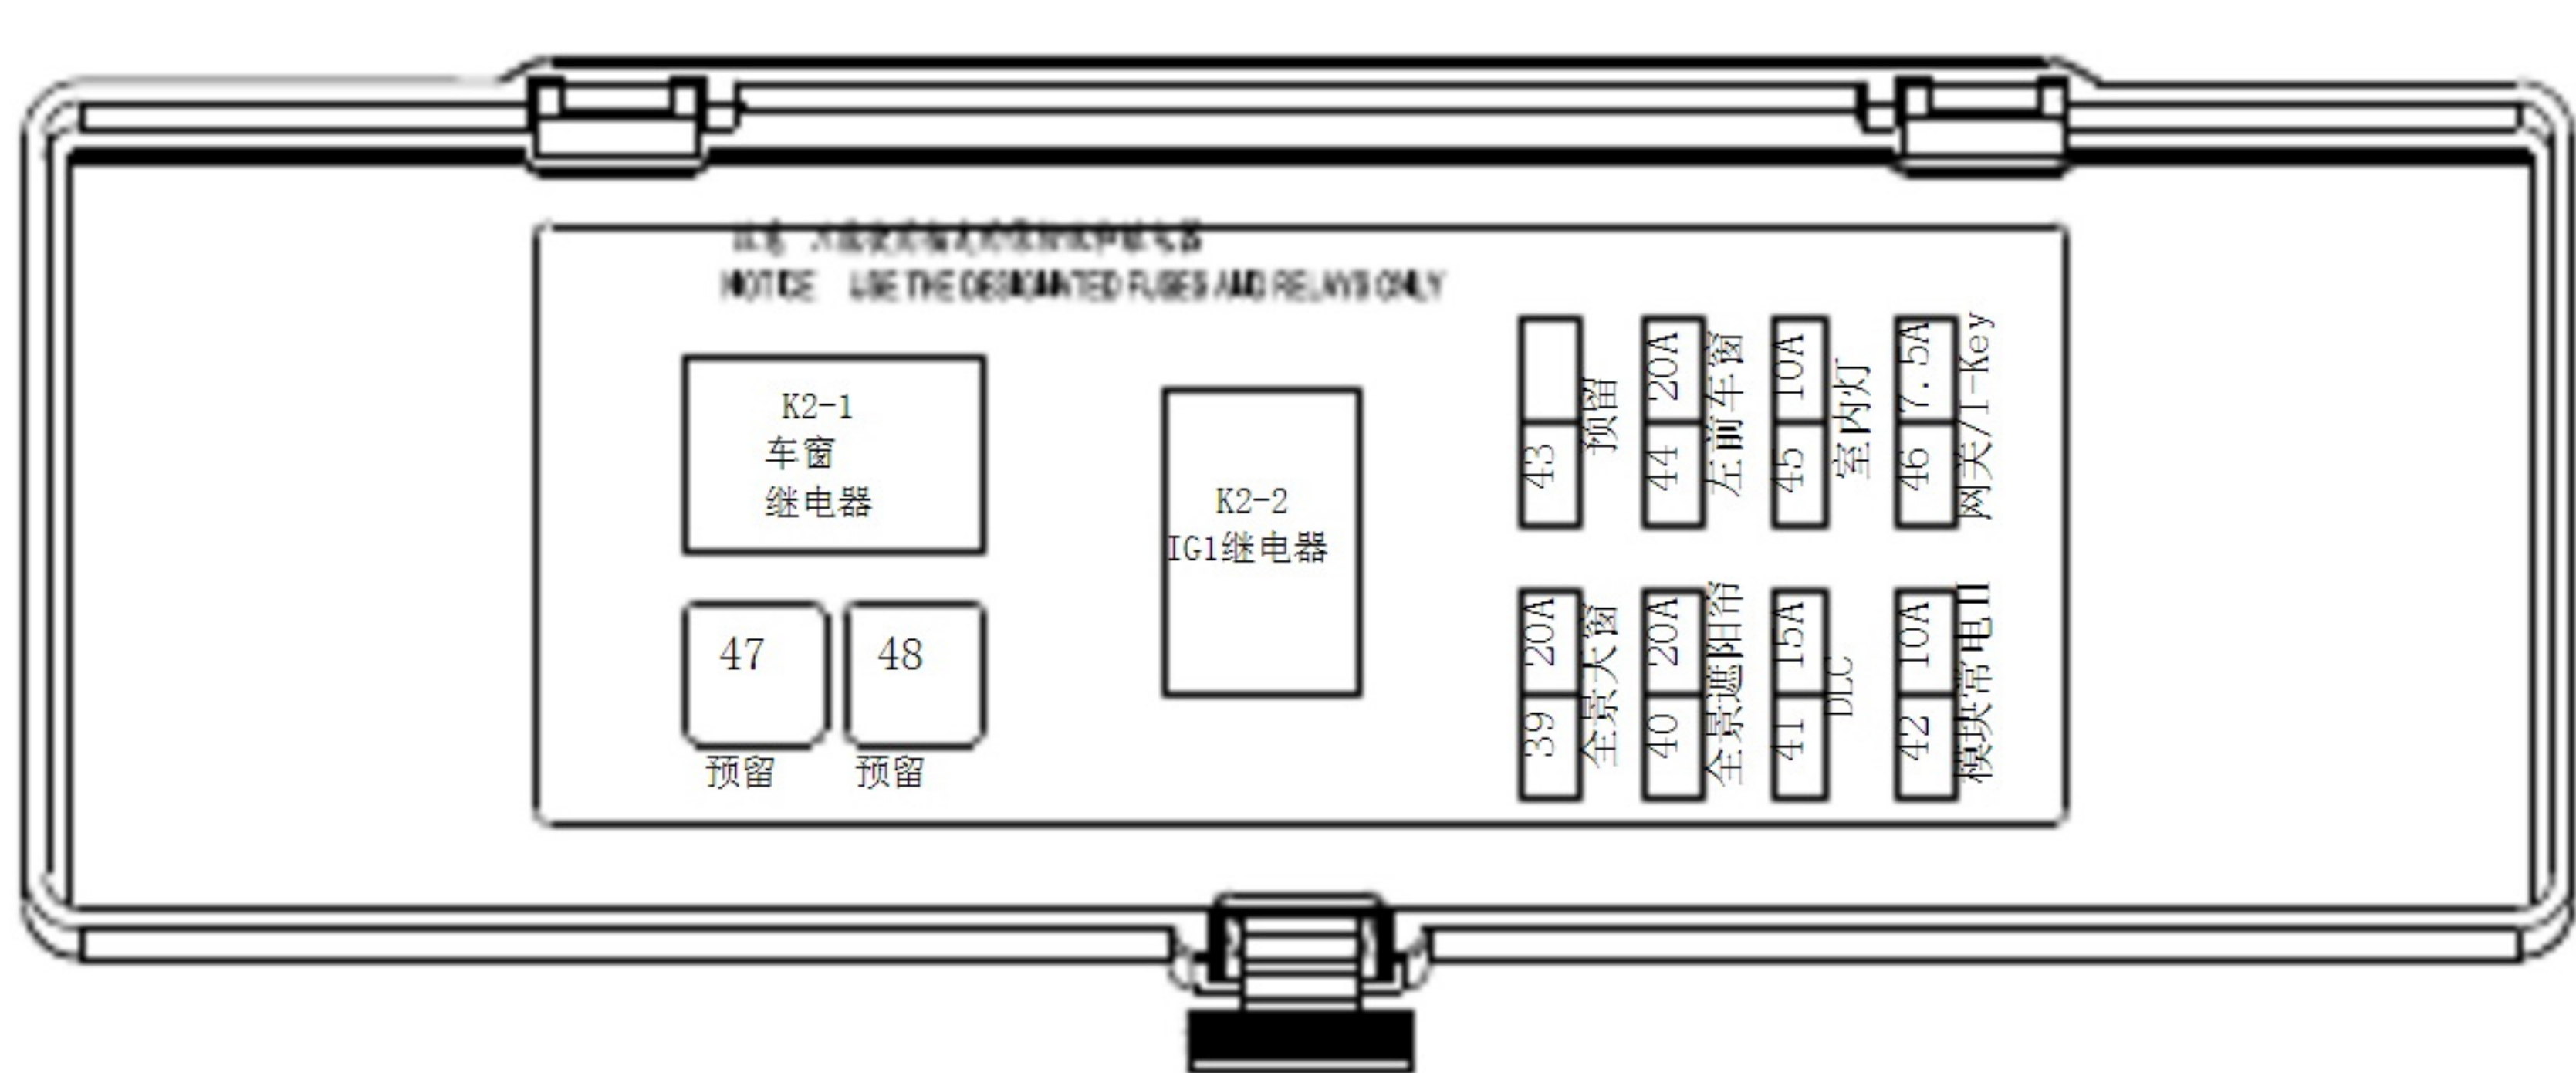 NOTICE USE THE DESIGNATED FUSES AND RELAYS ONLY
K2-1
车窗
继电器
47
预留
48
预留
K2-2
IG1继电器
43
预留
44 20A
左前车窗
45 10A
室内灯
46 7.5A
网关/I-Key
39 20A
全景天窗
40 20A
全景遮阳帘
41 15A
DLC
42 10A
模块常电II